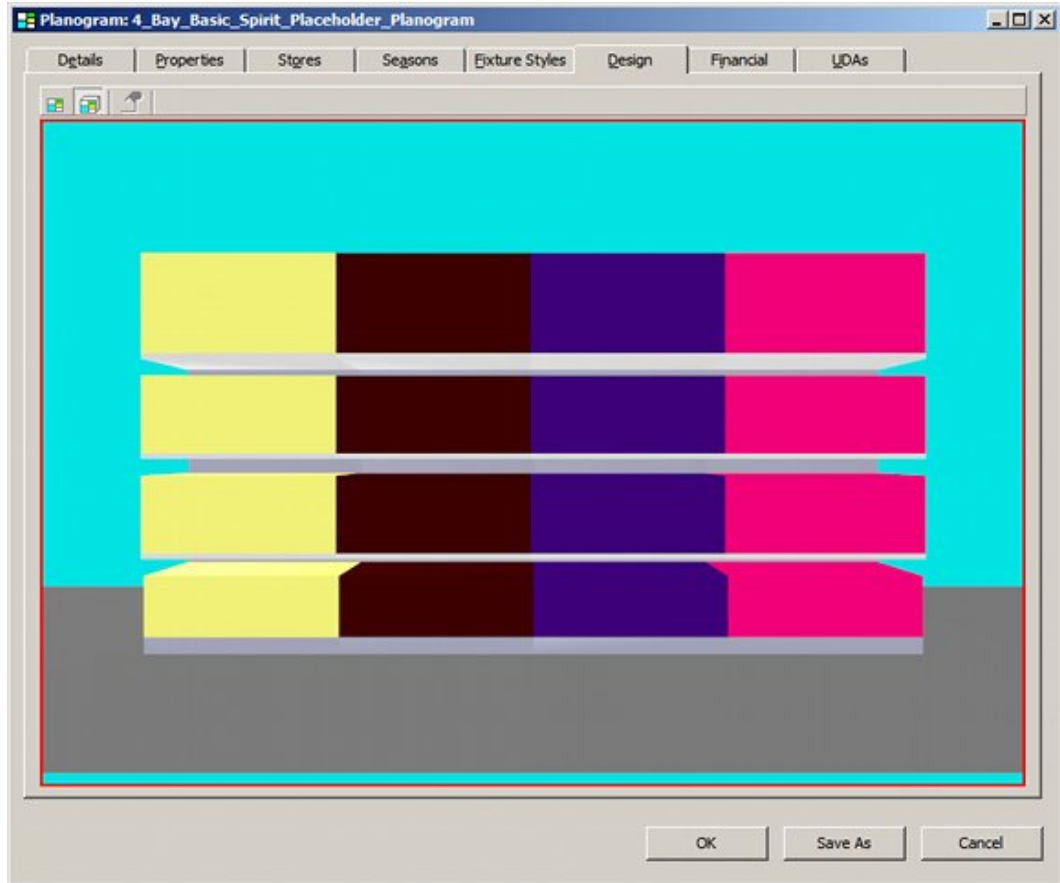 Planogram: 4_Bay_Basic_Spirit_Placeholder_Planogram
Details Properties Stores Seasons Fixture Styles Design Financial UDAs
OK Save As Cancel